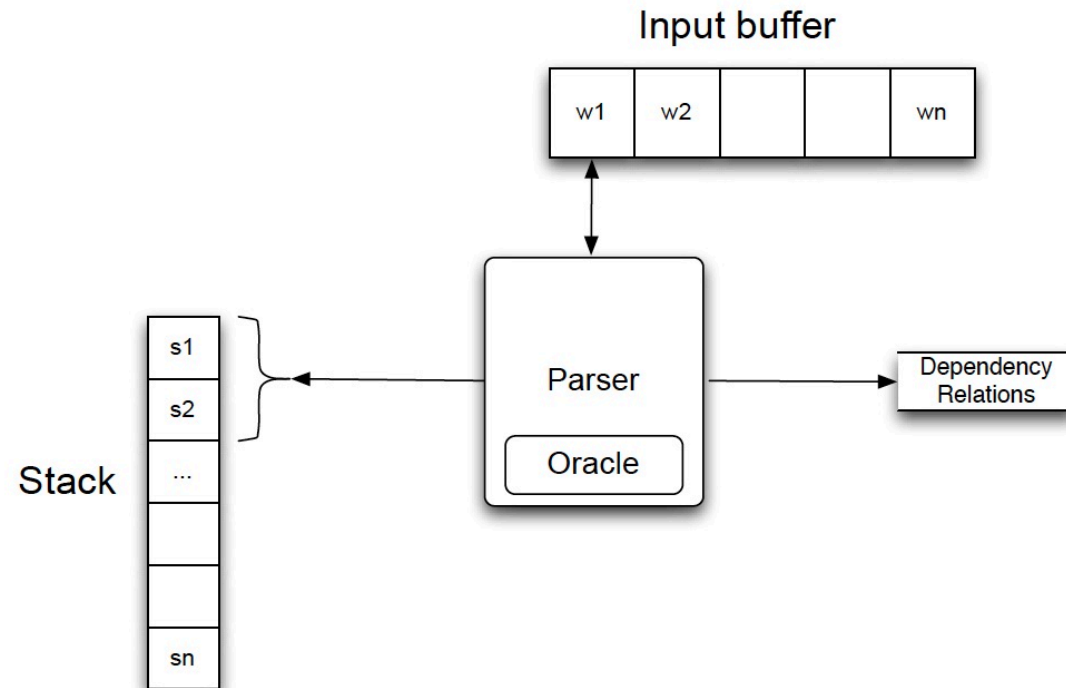 Input buffer
w1
w2
wn
s1
s2
...
sn
Stack
Parser
Oracle
Dependency
Relations